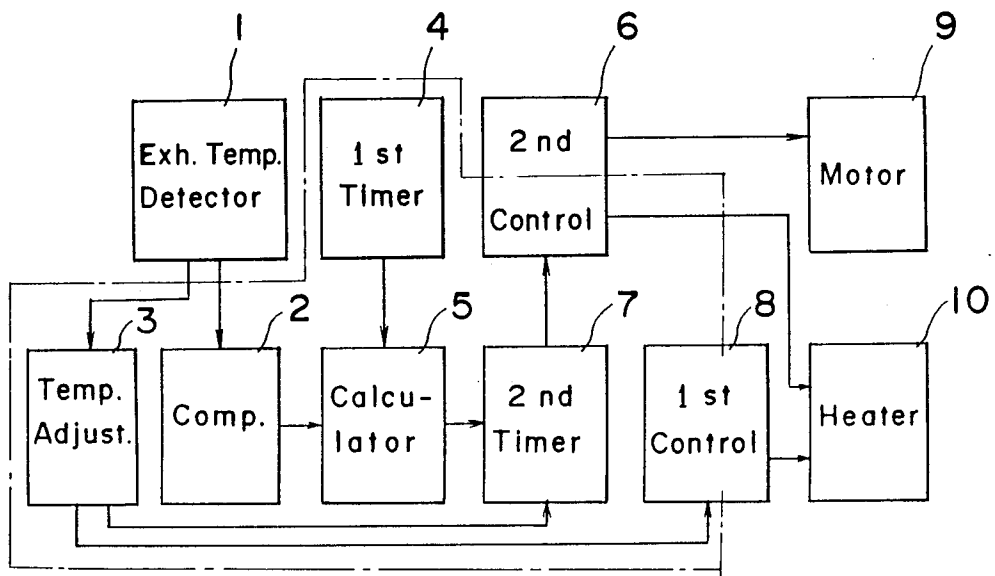 1
4
6
9
Exh. Temp.
Detector
1 st
Timer
2 nd
Control
Motor
3
2
5
7
8
10
Temp.
Adjust.
Comp.
Calcu-
lator
2 nd
Timer
1 st
Control
Heater